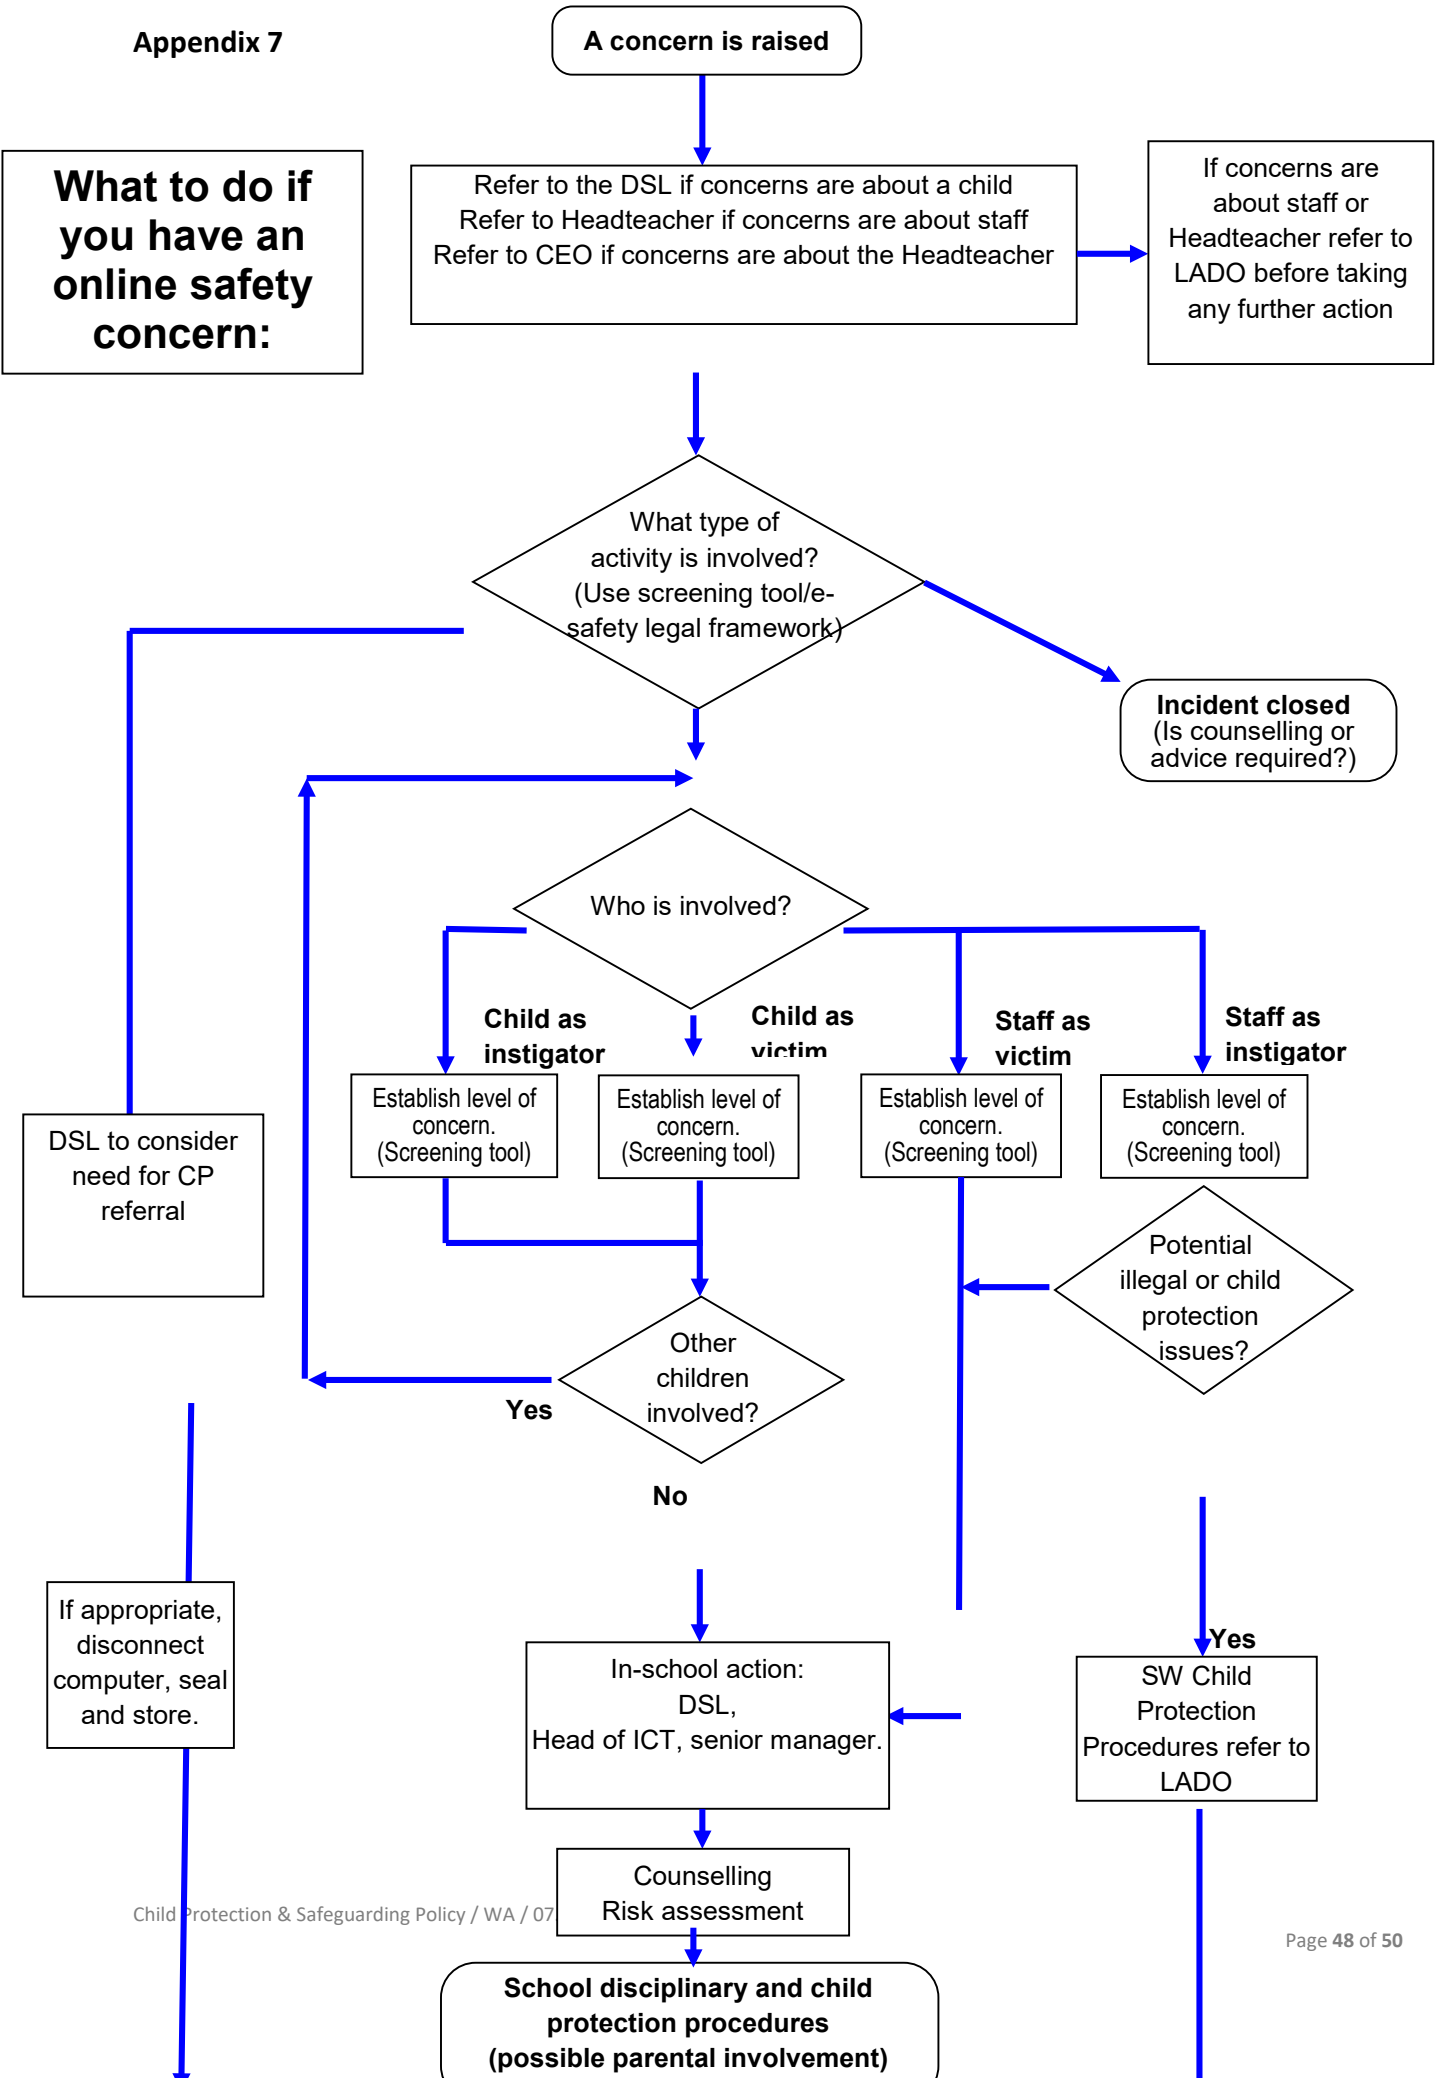 Appendix 7
A concern is raised
What to do if
you have an
online safety
concern:
Refer to the DSL if concerns are about a child
Refer to Headteacher if concerns are about staff
Refer to CEO if concerns are about the Headteacher
If concerns are
about staff or
Headteacher refer to
LADO before taking
any further action
What type of
activity is involved?
(Use screening tool/e-
safety legal framework)
Incident closed
(Is counselling or
advice required?)
Who is involved?
Child as
instigator
Child as
victim
Staff as
victim
Staff as
instigator
Establish level of
concern.
(Screening tool)
Establish level of
concern.
(Screening tool)
Establish level of
concern.
(Screening tool)
Establish level of
concern.
(Screening tool)
DSL to consider
need for CP
referral
Potential
illegal or child
protection
issues?
Other
children
involved?
Yes
No
If appropriate,
disconnect
computer, seal
and store.
In-school action:
DSL,
Head of ICT, senior manager.
Yes
SW Child
Protection
Procedures refer to
LADO
Counselling
Risk assessment
Child Protection & Safeguarding Policy / WA / 07
Page 48 of 50
School disciplinary and child
protection procedures
(possible parental involvement)